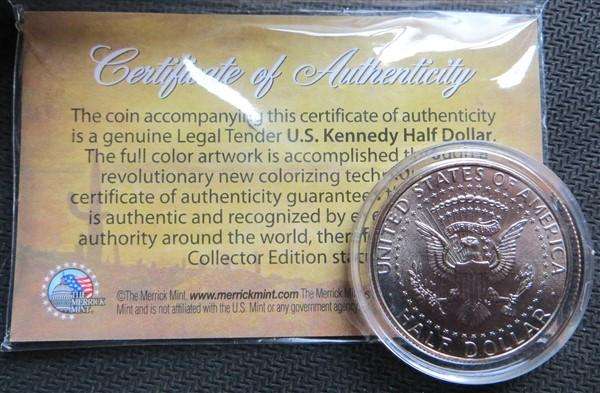 Certificate of Authenticity
The coin accompanying this certificate of authenticity
is a genuine Legal Tender U.S. Kennedy Half Dollar.
The full color artwork is accomplished
revolutionary new colorizing
certificate of authenticity
is authentic and recognized by
authority around the world,
Collector Edition
THE
MERRICK
MINT
©The Merrick Mint. www.merrickmint.com The Merrick
Mint and is not affiliated with the U.S. Mint or any government
UNITED STATES OF AMERICA
HALF DOLLAR